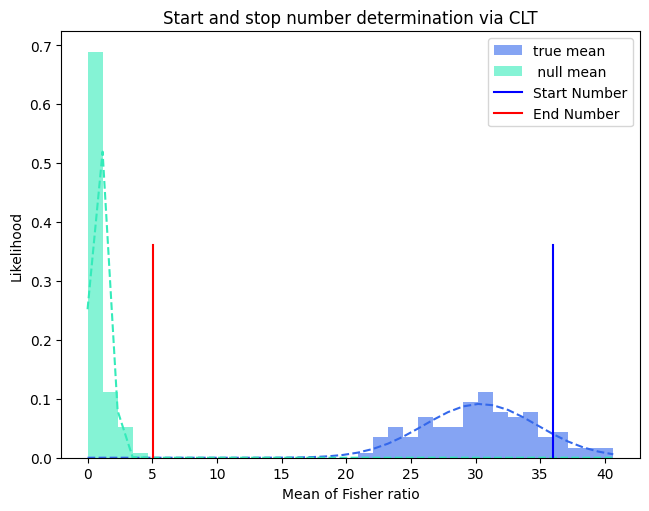 Start and stop number determination via CLT
true mean
null mean
Start Number
End Number
0.7
0.6
0.5
0.4
0.3
0.2
0.1
0.0
Likelihood
0 5 10 15 20 25 30 35 40
Mean of Fisher ratio